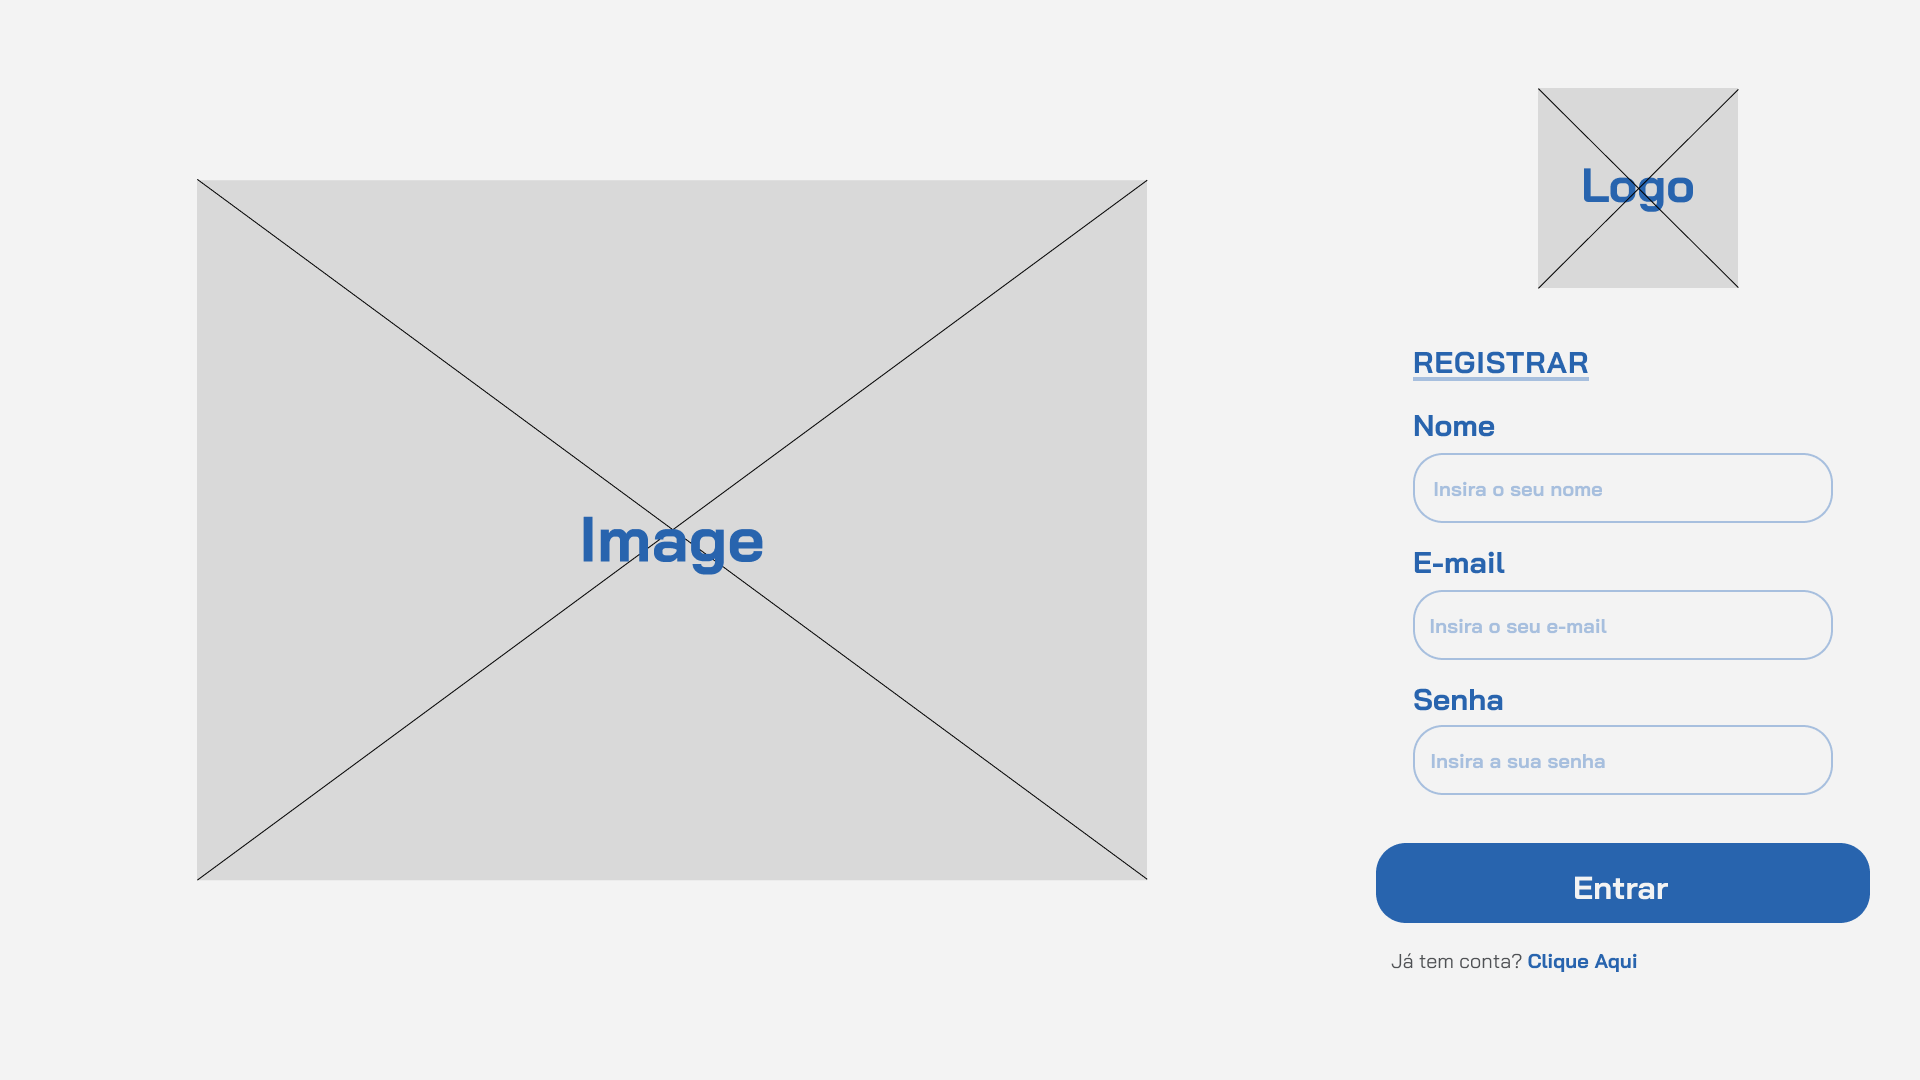 Image
Logo
REGISTRAR
Nome
Insira o seu nome
E-mail
Insira o seu e-mail
Senha
Insira a sua senha
Entrar
Já tem conta? Clique Aqui